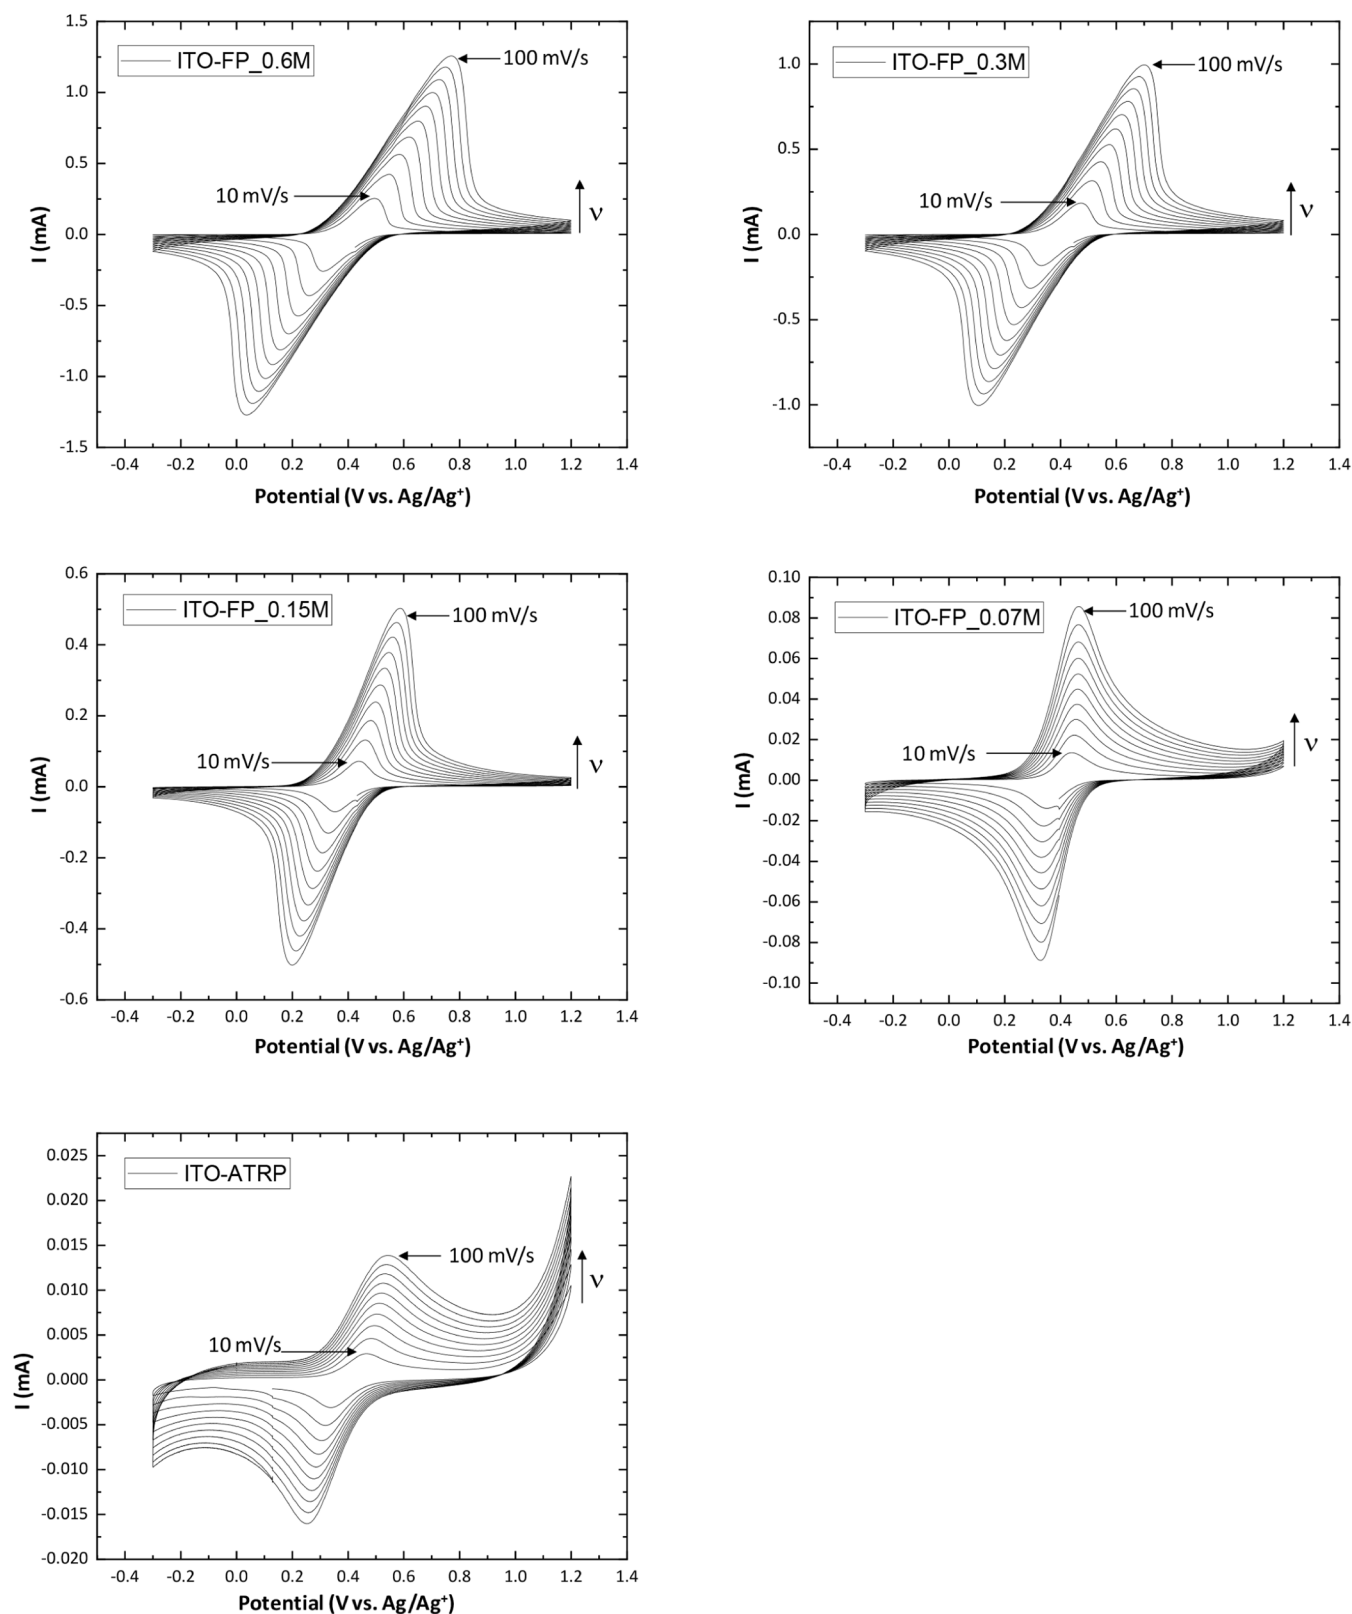 1.5
1.0
0.5
0.0
-0.5
-1.0
-1.5
I (mA)
ITO-FP_0.6M
100 mV/s
10 mV/s
ν
-0.4 -0.2 0.0 0.2 0.4 0.6 0.8 1.0 1.2 1.4
Potential (V vs. Ag/Ag⁺)
1.0
0.5
0.0
-0.5
-1.0
I (mA)
ITO-FP_0.3M
100 mV/s
10 mV/s
ν
-0.4 -0.2 0.0 0.2 0.4 0.6 0.8 1.0 1.2 1.4
Potential (V vs. Ag/Ag⁺)
0.6
0.4
0.2
0.0
-0.2
-0.4
-0.6
I (mA)
ITO-FP_0.15M
100 mV/s
10 mV/s
ν
-0.4 -0.2 0.0 0.2 0.4 0.6 0.8 1.0 1.2 1.4
Potential (V vs. Ag/Ag⁺)
0.10
0.08
0.06
0.04
0.02
0.00
-0.02
-0.04
-0.06
-0.08
-0.10
I (mA)
ITO-FP_0.07M
100 mV/s
10 mV/s
ν
-0.4 -0.2 0.0 0.2 0.4 0.6 0.8 1.0 1.2 1.4
Potential (V vs. Ag/Ag⁺)
0.025
0.020
0.015
0.010
0.005
0.000
-0.005
-0.010
-0.015
-0.020
I (mA)
ITO-ATRP
100 mV/s
10 mV/s
ν
-0.4 -0.2 0.0 0.2 0.4 0.6 0.8 1.0 1.2 1.4
Potential (V vs. Ag/Ag⁺)